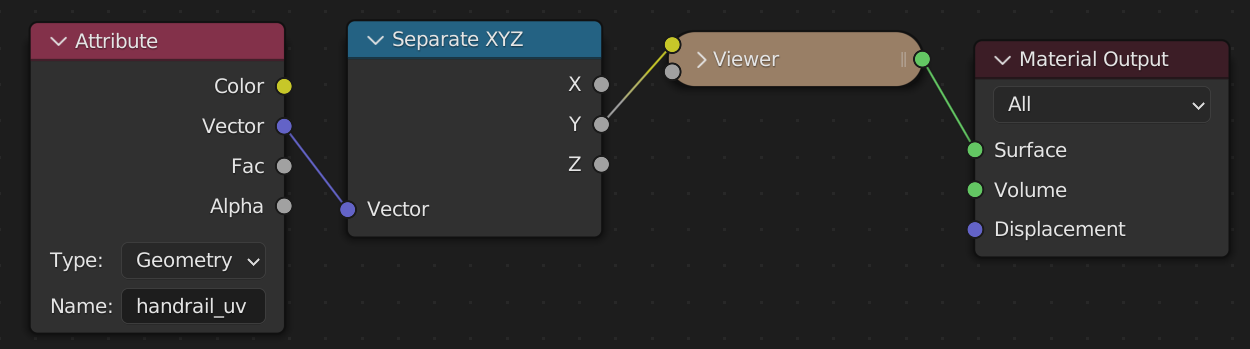 Attribute
Color
Vector
Fac
Alpha
Type: Geometry
Name: handrail_uv
Separate XYZ
X
Y
Z
Vector
Viewer
Material Output
All
Surface
Volume
Displacement